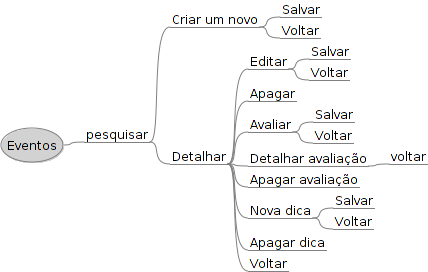 Eventos
pesquisar
Criar um novo
Salvar
Voltar
Detalhar
Editar
Salvar
Voltar
Apagar
Avaliar
Salvar
Voltar
Detalhar avaliação
voltar
Apagar avaliação
Nova dica
Salvar
Voltar
Apagar dica
Voltar